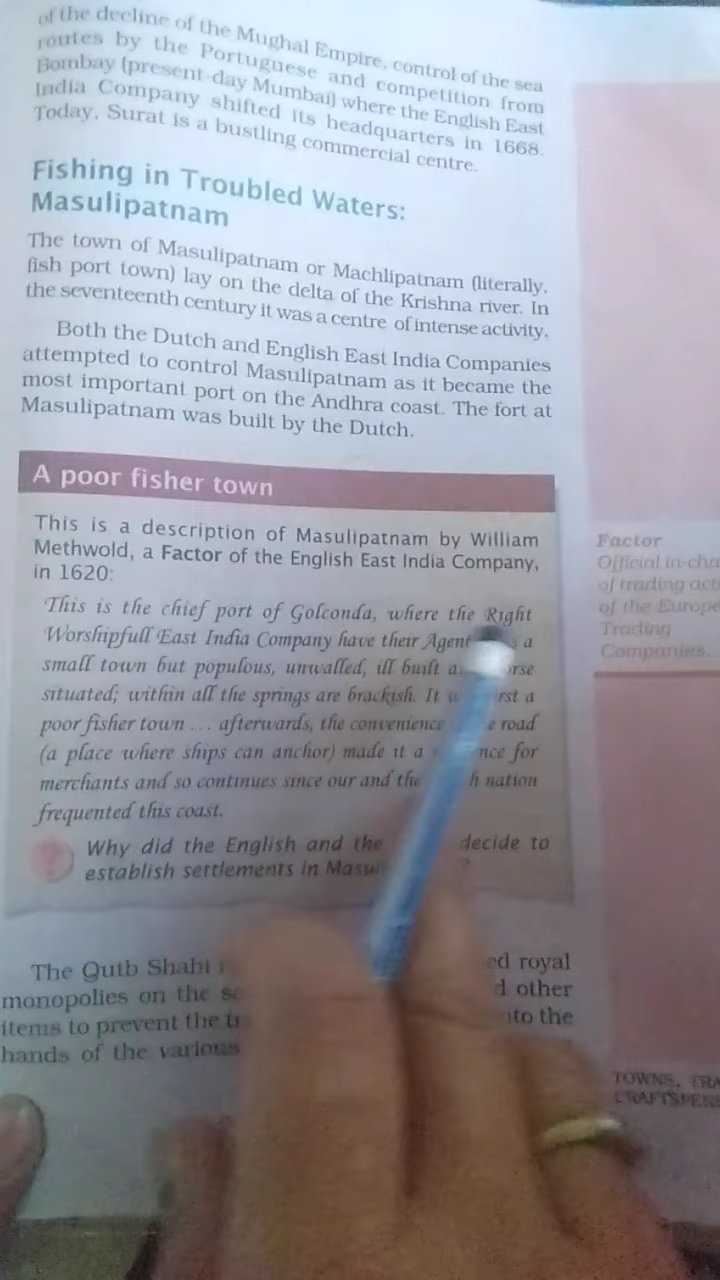 of the decline of the Mughal Empire, control of the sea
routes by the Portuguese and competition from
Bombay (present-day Mumbai) where the English East
India Company shifted its headquarters in 1668.
Today, Surat is a bustling commercial centre.
Fishing in Troubled Waters:
Masulipatnam
The town of Masulipatnam or Machlipatnam (literally,
fish port town) lay on the delta of the Krishna river. In
the seventeenth century it was a centre of intense activity.
Both the Dutch and English East India Companies
attempted to control Masulipatnam as it became the
most important port on the Andhra coast. The fort at
Masulipatnam was built by the Dutch.
A poor fisher town
This is a description of Masulipatnam by William
Methwold, a Factor of the English East India Company,
in 1620:
This is the chief port of Golconda, where the Right
Worshipfull East India Company have their Agent a
small town but populous, unwalled, ill built
situated; within all the springs are brackish. It a
poor fisher town ... afterwards, the convenience road
(a place where ships can anchor) made it a for
merchants and so continues since our and the nation
frequented this coast.
Why did the English and the decide to
establish settlements in
The Qutb Shahi royal
monopolies on the other
items to prevent the the
hands of the various
Factor
Official
of trading
of the
Trading
Companies.
TOWNS,